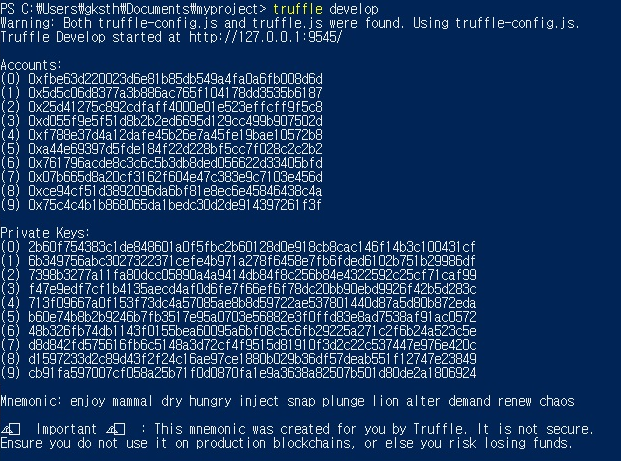 PS C:₩Users₩gksth₩Documents₩myproject> truffle develop
Warning: Both truffle-config.js and truffle.js were found. Using truffle-config.js.
Truffle Develop started at http://127.0.0.1:9545/
Accounts:
(0) 0xfbe63d220023d6e81b85db549a4fa0a6fb008d6d
(1) 0x5d5c06d8377a3b886ac765f104178dd3535b6187
(2) 0x25d41275c892cdfaff4000e01e523effcff9f5c8
(3) 0xd055f9e5f51d8b2b2ed6695d129cc499b907502d
(4) 0xf788e37d4a12dafe45b26e7a45fe19bae10572b8
(5) 0xa44e69397d5fde184f22d228bf5cc7f028c2c2b2
(6) 0x761796acde8c3c6c5b3db8ded056622d33405bfd
(7) 0x07b665d8a20cf3162f604e47c383e9c7103e456d
(8) 0xce94cf51d3892096da6bf81e8ec6e45846438c4a
(9) 0x75c4c4b1b868065da1bedc30d2de914397261f3f
Private Keys:
(0) 2b60f754383c1de848601a0f5fbc2b60128d0e918cb8cac146f14b3c100431cf
(1) 6b349756abc3027322371cefe4b971a278f6458e7fb6fded6102b751b29986df
(2) 7398b3277a11fa80dcc05890a4a9414db84f8c256b84e4322592c25cf71caf99
(3) f47e9edf7cf1b4135aecd4af0d6fe7f66ef6f78dc20bb90ebd9926f42b5d283c
(4) 713f09667a0f153f73dc4a57085ae8b8d59722ae537801440d87a5d80b872eda
(5) b60e74b8b2b9246b7fb3517e95a0703e56882e3f0ffd83e8ad7538af91ac0572
(6) 48b326fb74db1143f0155bea60095a6bf08c5c6fb29225a271c2f6b24a523c5e
(7) d8d842fd575616fb6c5148a3d72cf4f9515d81910f3d2c22c537447e976e420c
(8) d1597233d2c89d43f2f24c16ae97ce1880b029b36df57deab551f12747e23849
(9) cb91fa597007cf058a25b71f0d0870fa1e9a3638a82507b501d80de2a1806924
Mnemonic: enjoy mammal dry hungry inject snap plunge lion alter demand renew chaos
Important : This mnemonic was created for you by Truffle. It is not secure.
Ensure you do not use it on production blockchains, or else you risk losing funds.